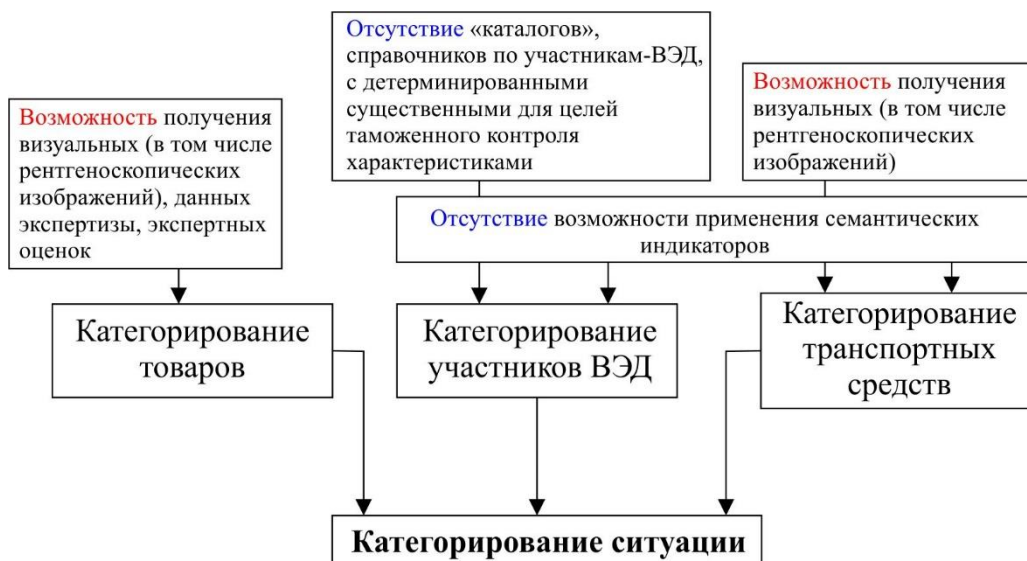 Отсутствие «каталогов»,
справочников по участникам-ВЭД,
с детерминированными
существенными для целей
таможенного контроля
характеристиками
Возможность получения
визуальных (в том числе
рентгеноскопических
изображений), данных
экспертизы, экспертных
оценок
Возможность получения
визуальных (в том числе
рентгеноскопических
изображений)
Отсутствие возможности применения семантических
индикаторов
Категорирование
товаров
Категорирование
участников ВЭД
Категорирование
транспортных
средств
Категорирование ситуации